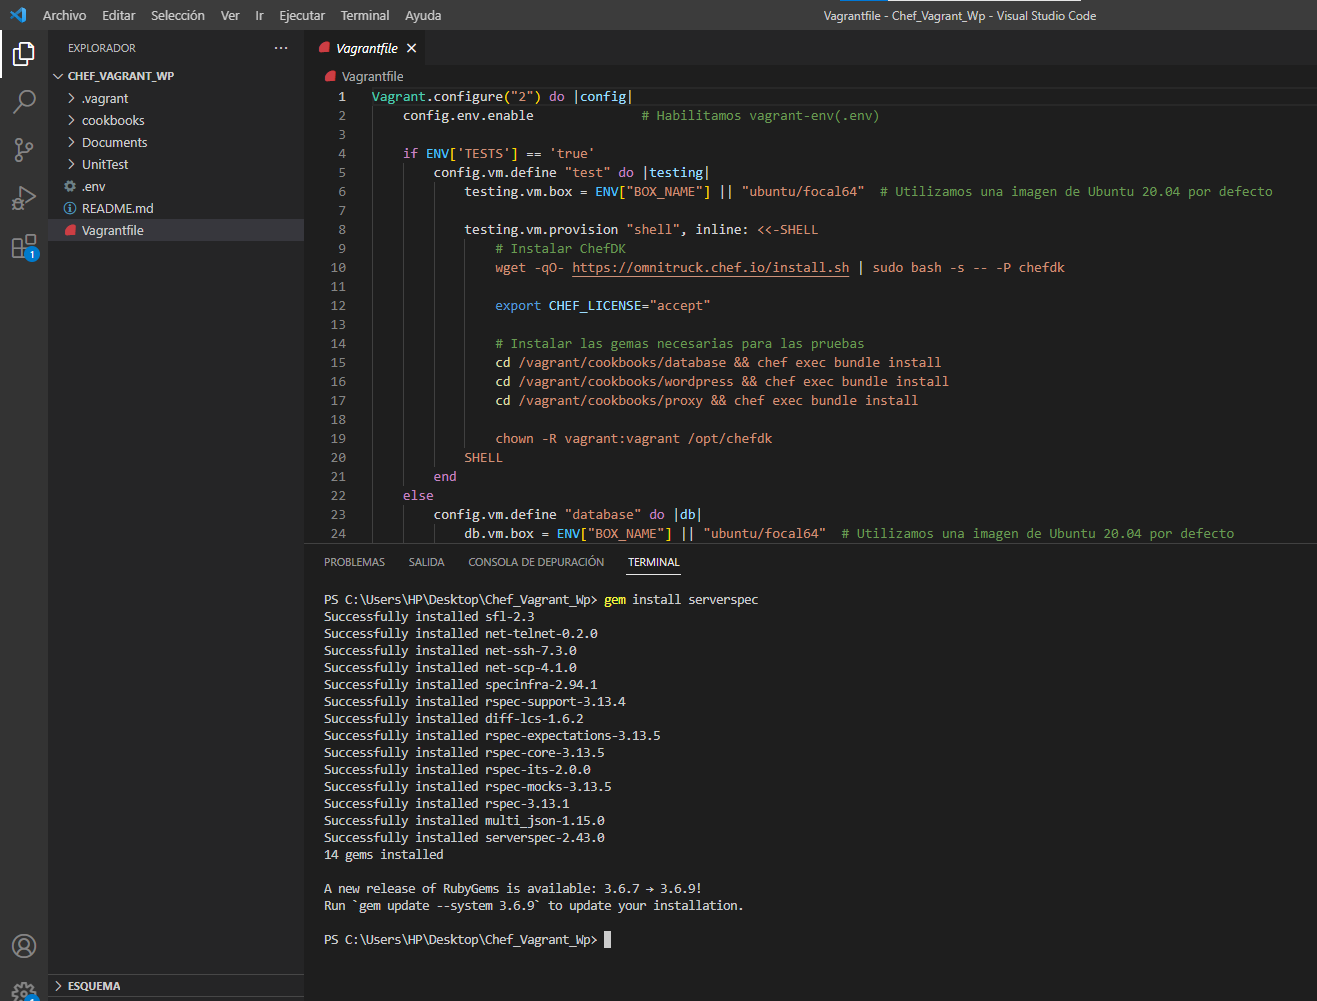 Archivo Editar Selección Ver Ir Ejecutar Terminal Ayuda
Vagrantfile - Chef_Vagrant_Wp - Visual Studio Code
EXPLORADOR ···
CHEF_VAGRANT_WP
.vagrant
cookbooks
Documents
UnitTest
.env
README.md
Vagrantfile
1
ESQUEMA
Vagrantfile
Vagrantfile
1 Vagrant.configure("2") do |config|
2 config.env.enable # Habilitamos vagrant-env(.env)
3
4 if ENV['TESTS'] == 'true'
5 config.vm.define "test" do |testing|
6 testing.vm.box = ENV["BOX_NAME"] || "ubuntu/focal64" # Utilizamos una imagen de Ubuntu 20.04 por defecto
7
8 testing.vm.provision "shell", inline: <<-SHELL
9 # Instalar ChefDK
10 wget -qO- https://omnitruck.chef.io/install.sh | sudo bash -s -- -P chefdk
11
12 export CHEF_LICENSE="accept"
13
14 # Instalar las gemas necesarias para las pruebas
15 cd /vagrant/cookbooks/database && chef exec bundle install
16 cd /vagrant/cookbooks/wordpress && chef exec bundle install
17 cd /vagrant/cookbooks/proxy && chef exec bundle install
18
19 chown -R vagrant:vagrant /opt/chefdk
20 SHELL
21 end
22 else
23 config.vm.define "database" do |db|
24 db.vm.box = ENV["BOX_NAME"] || "ubuntu/focal64" # Utilizamos una imagen de Ubuntu 20.04 por defecto
PROBLEMAS SALIDA CONSOLA DE DEPURACIÓN TERMINAL
PS C:\Users\HP\Desktop\Chef_Vagrant_Wp> gem install serverspec
Successfully installed sfl-2.3
Successfully installed net-telnet-0.2.0
Successfully installed net-ssh-7.3.0
Successfully installed net-scp-4.1.0
Successfully installed specinfra-2.94.1
Successfully installed rspec-support-3.13.4
Successfully installed diff-lcs-1.6.2
Successfully installed rspec-expectations-3.13.5
Successfully installed rspec-core-3.13.5
Successfully installed rspec-its-2.0.0
Successfully installed rspec-mocks-3.13.5
Successfully installed rspec-3.13.1
Successfully installed multi_json-1.15.0
Successfully installed serverspec-2.43.0
14 gems installed
A new release of RubyGems is available: 3.6.7 → 3.6.9!
Run `gem update --system 3.6.9` to update your installation.
PS C:\Users\HP\Desktop\Chef_Vagrant_Wp>